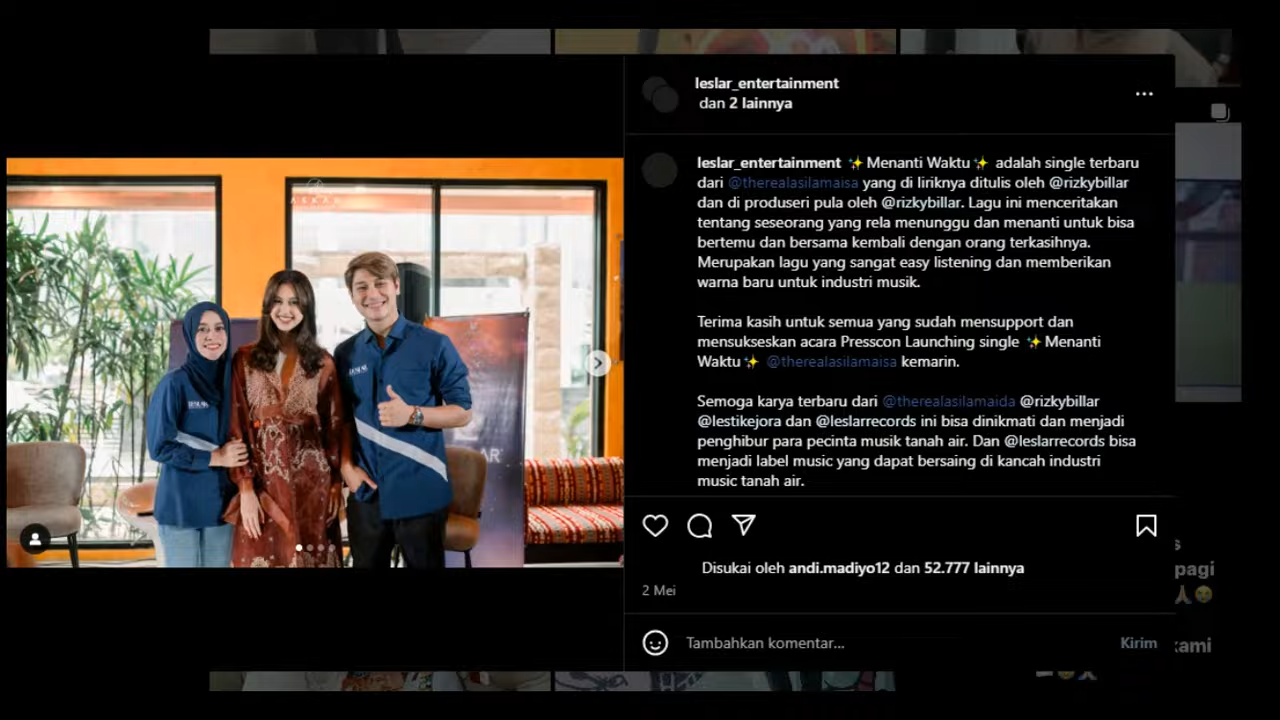 leslar_entertainment
dan 2 lainnya
leslar_entertainment ✨Menanti Waktu✨ adalah single terbaru
dari @therealasilamaisa yang di liriknya ditulis oleh @rizkybillar
dan di produseri pula oleh @rizkybillar. Lagu ini menceritakan
tentang seseorang yang rela menunggu dan menanti untuk bisa
bertemu dan bersama kembali dengan orang terkasihnya.
Merupakan lagu yang sangat easy listening dan memberikan
warna baru untuk industri musik.
Terima kasih untuk semua yang sudah mensupport dan
mensukseskan acara Presscon Launching single ✨Menanti
Waktu✨ @therealasilamaisa kemarin.
Semoga karya terbaru dari @therealasilamaida @rizkybillar
@lestikejora dan @leslarrecords ini bisa dinikmati dan menjadi
penghibur para pecinta musik tanah air. Dan @leslarrecords bisa
menjadi label music yang dapat bersaing di kancah industri
music tanah air.
Disukai oleh andi.madiyo12 dan 52.777 lainnya
2 Mei
Tambahkan komentar...
Kirim
ASKAR
s
pagi
kami